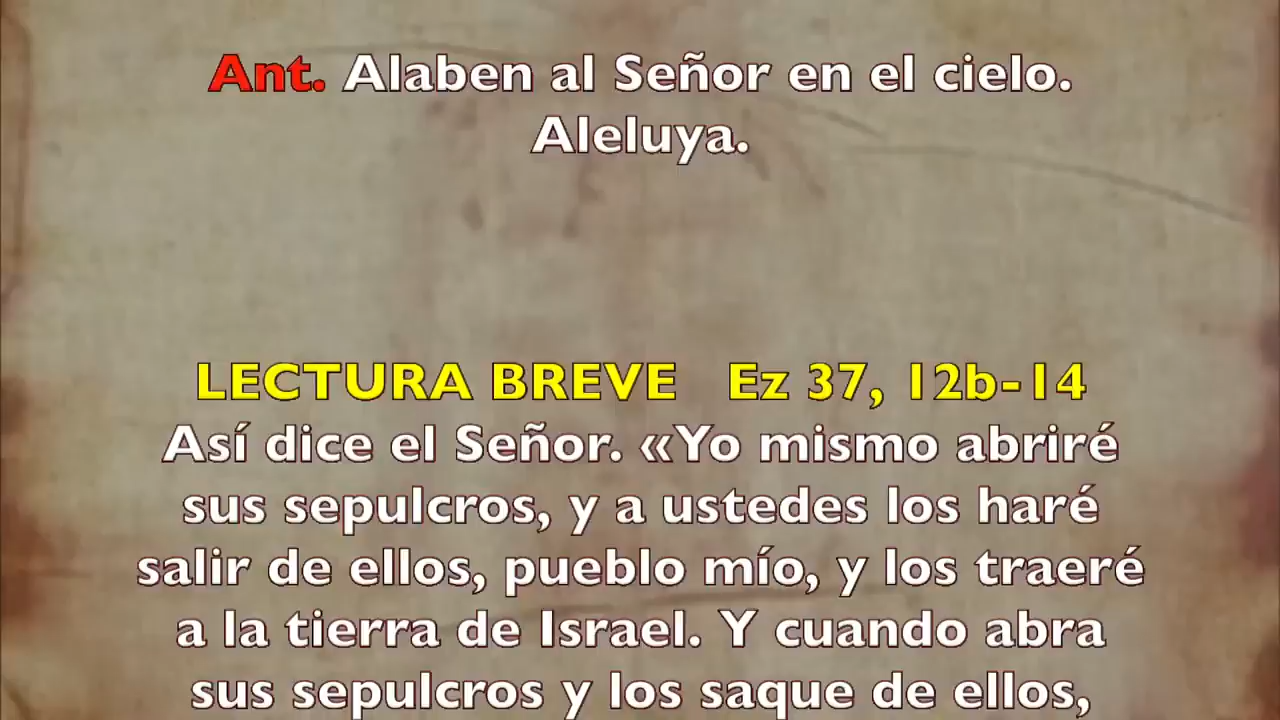 Ant. Alaben al Señor en el cielo.
Aleluya.
LECTURA BREVE Ez 37, 12b-14
Así dice el Señor. «Yo mismo abriré
sus sepulcros, y a ustedes los haré
salir de ellos, pueblo mío, y los traeré
a la tierra de Israel. Y cuando abra
sus sepulcros y los saque de ellos,